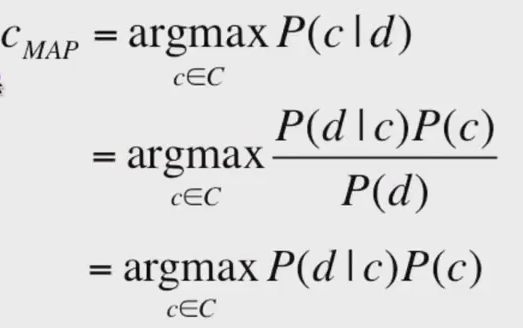 c_MAP = argmax P(c | d)
c∈C
= argmax P(d | c)P(c) / P(d)
c∈C
= argmax P(d | c)P(c)
c∈C